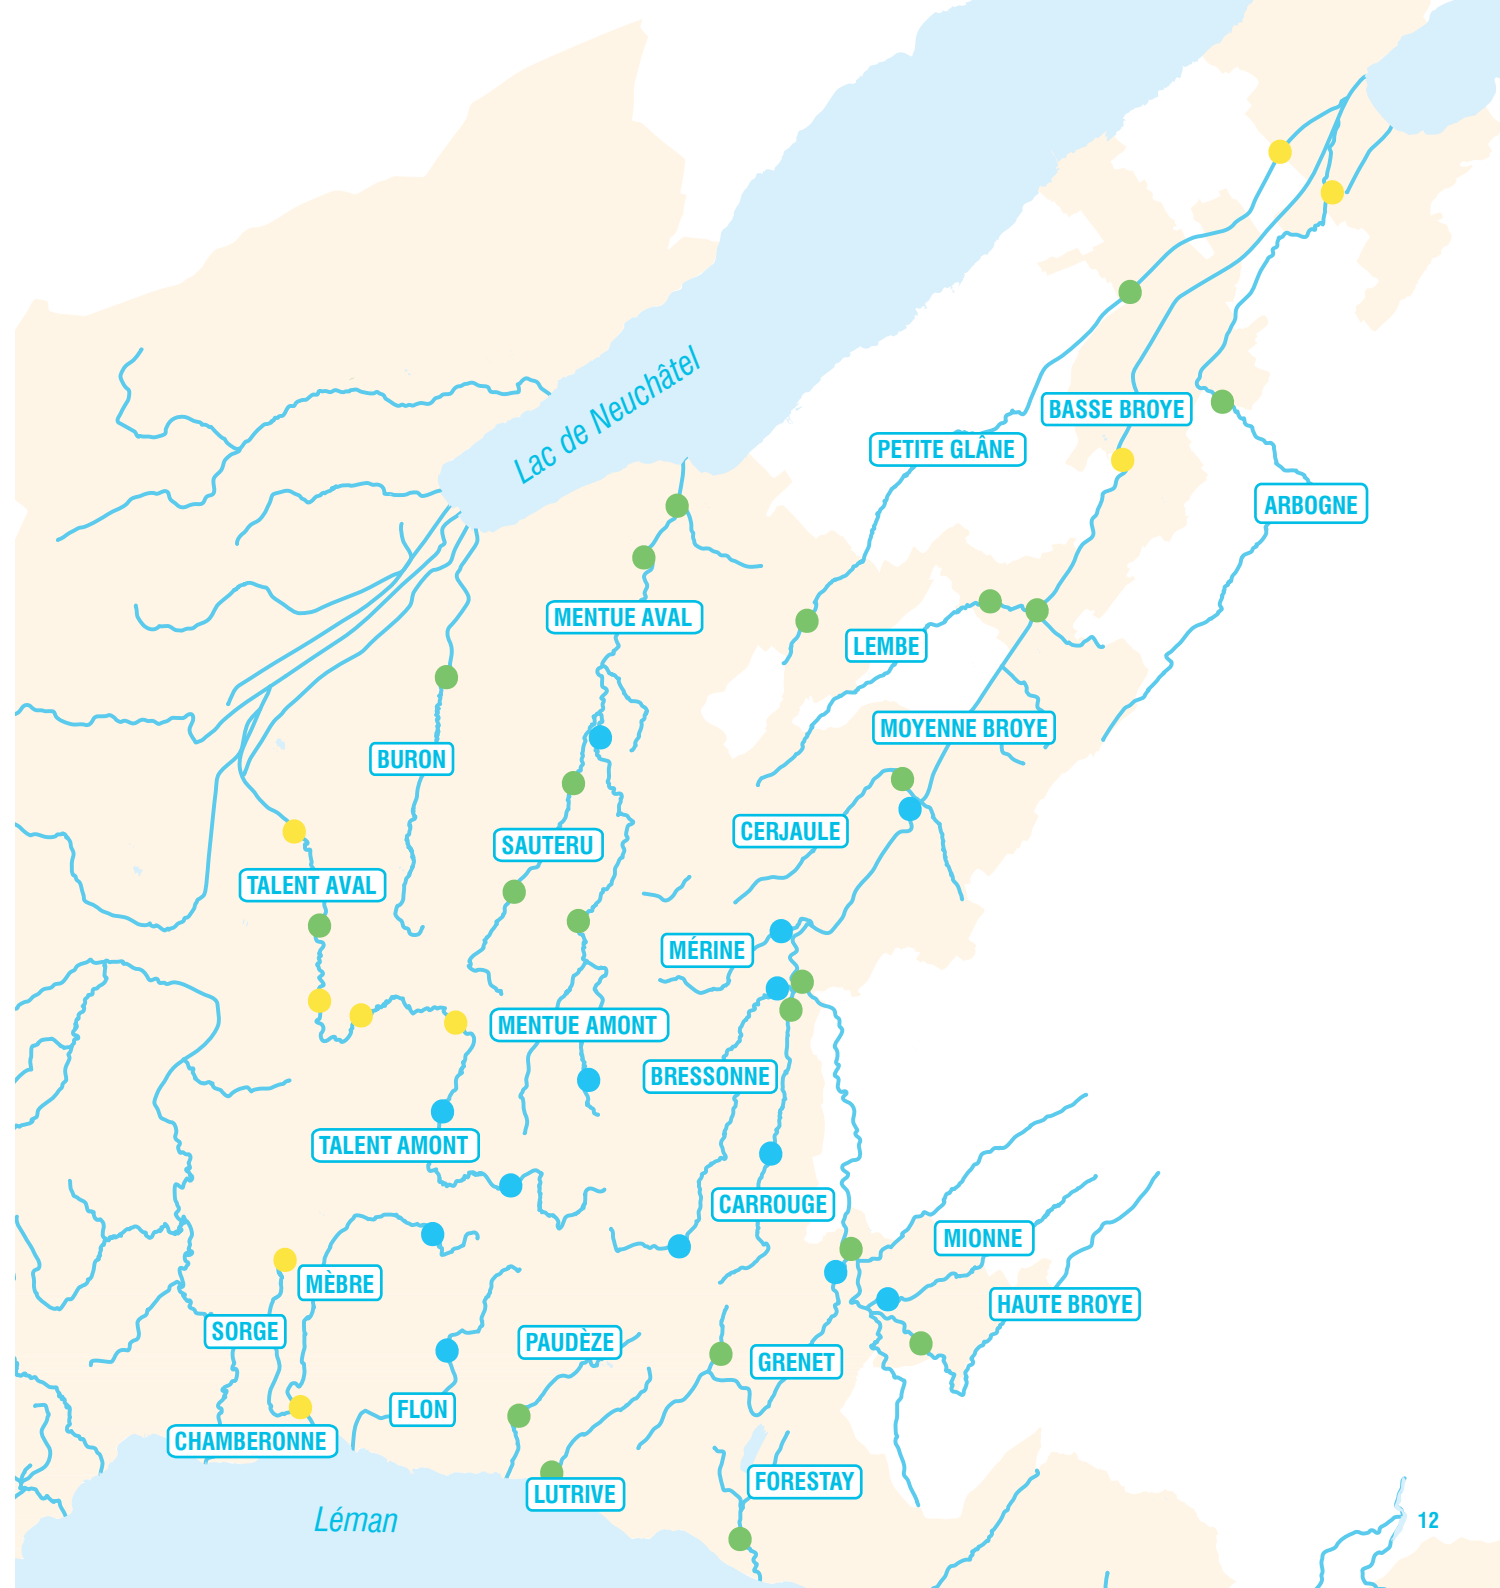 Lac de Neuchâtel
BASSE BROYE
PETITE GLÂNE
ARBOGNE
MENTUE AVAL
LEMBE
MOYENNE BROYE
BURON
CERJAULE
SAUTERU
TALENT AVAL
MÉRINE
MENTUE AMONT
BRESSONNE
TALENT AMONT
CARROUGE
MIONNE
MÈBRE
HAUTE BROYE
SORGE
PAUDÈZE
GRENET
FLON
CHAMBERONNE
FORESTAY
LUTRIVE
Léman
12